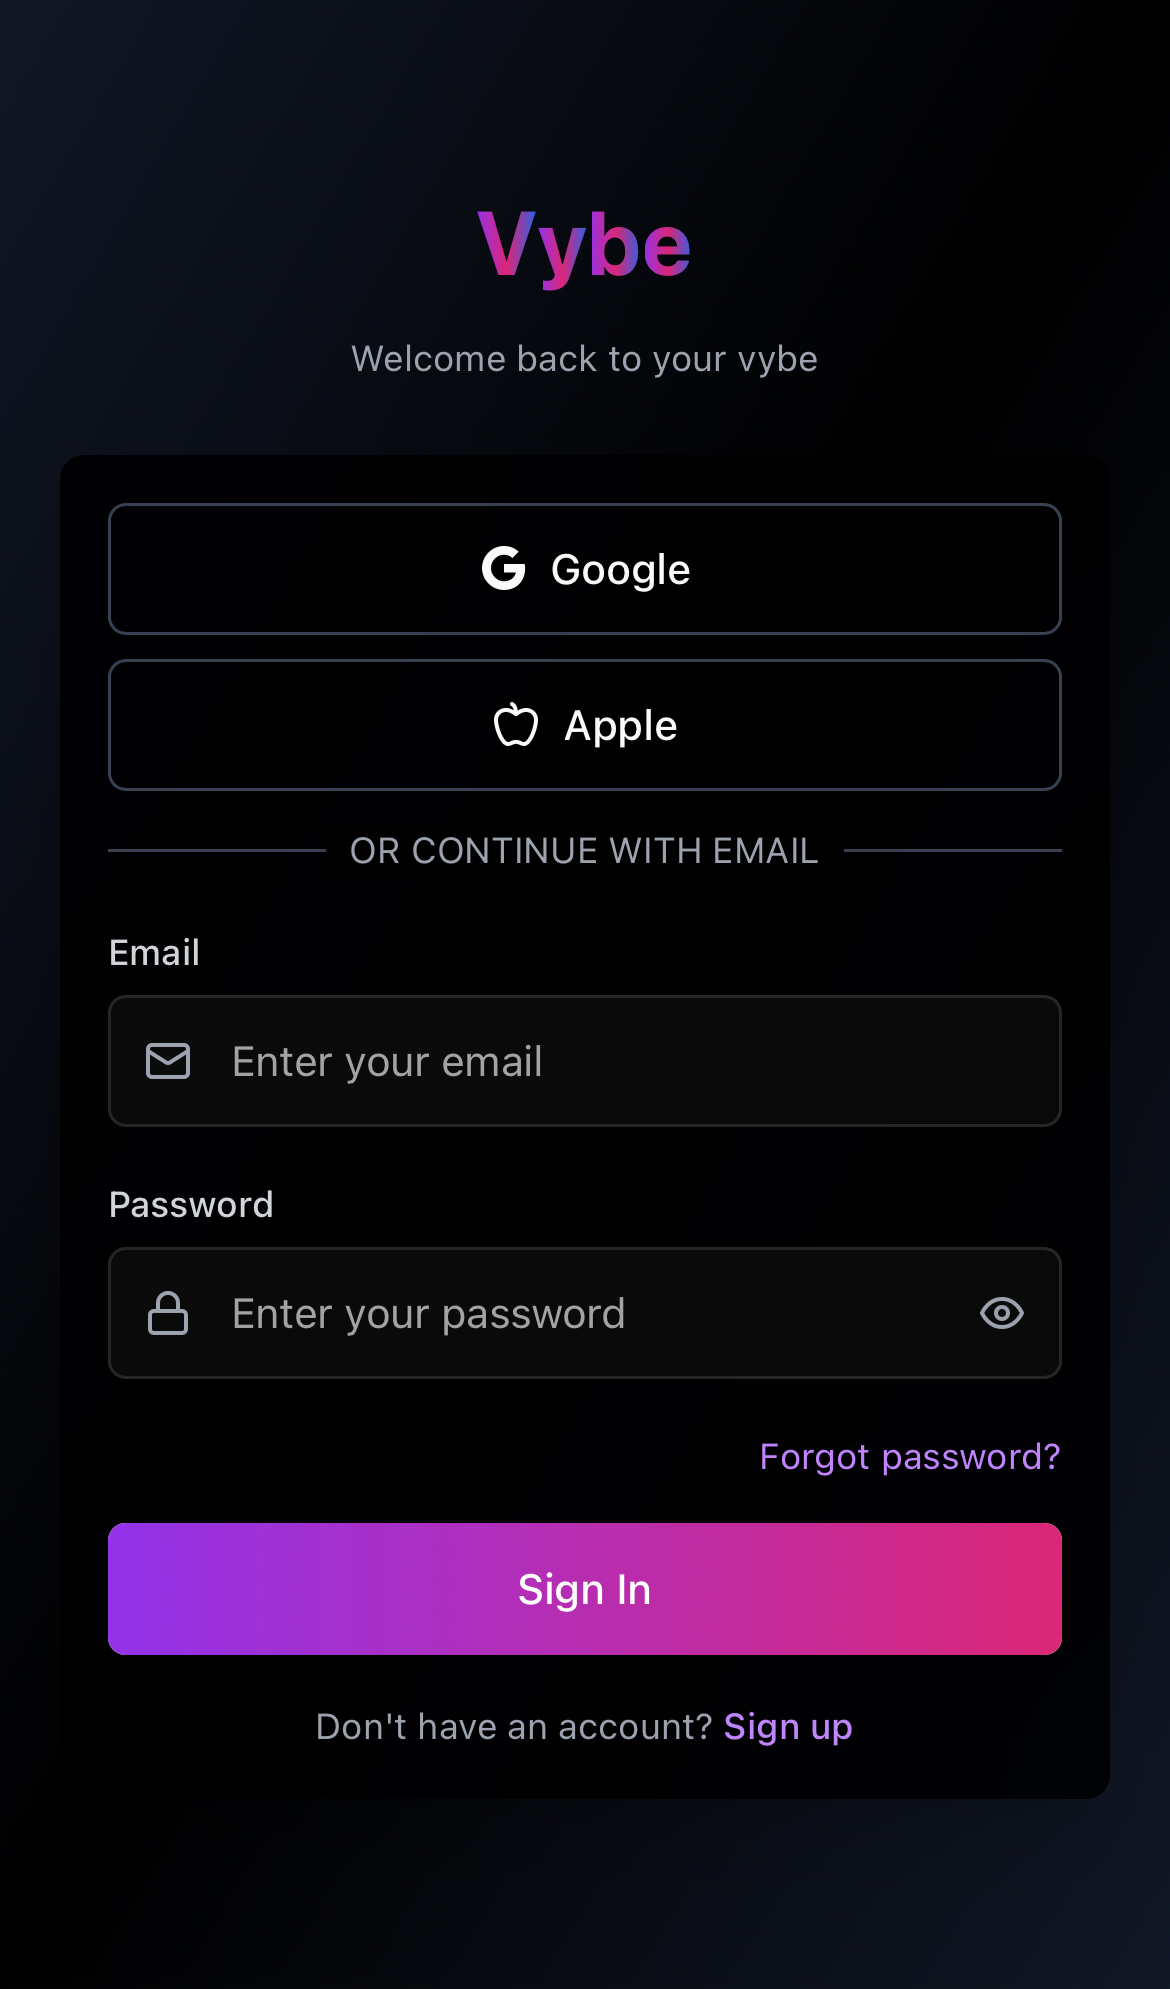 Vybe
Welcome back to your vybe
Google
Apple
OR CONTINUE WITH EMAIL
Email
Enter your email
Password
Enter your password
Forgot password?
Sign In
Don't have an account? Sign up